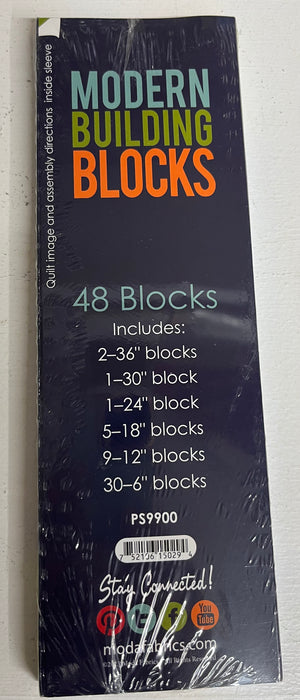 Quilt image and assembly directions inside sleeve
MODERN
BUILDING
BLOCKS
48 Blocks
Includes:
2–36" blocks
1–30" block
1–24" block
5–18" blocks
9–12" blocks
30–6" blocks
PS9900
7 52106 15029 4
Stay Connected!
You
Tube
modafabrics.com